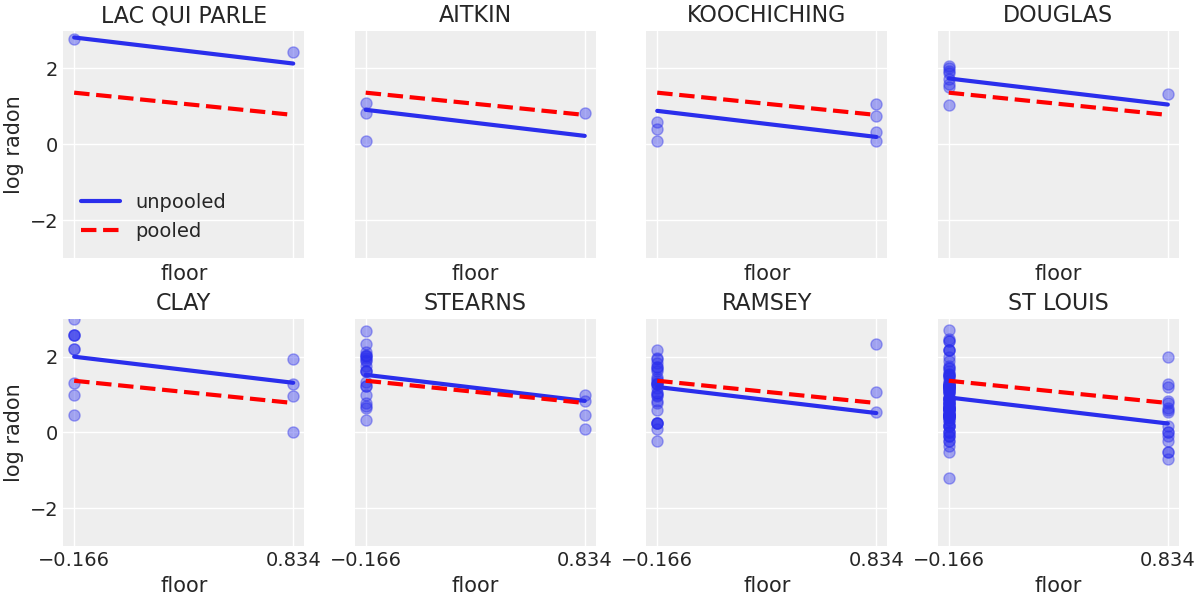 LAC QUI PARLE
AITKIN
KOOCHICHING
DOUGLAS
log radon
2
0
−2
unpooled
pooled
floor
floor
floor
floor
CLAY
STEARNS
RAMSEY
ST LOUIS
log radon
2
0
−2
−0.166
0.834
−0.166
0.834
−0.166
0.834
−0.166
0.834
floor
floor
floor
floor